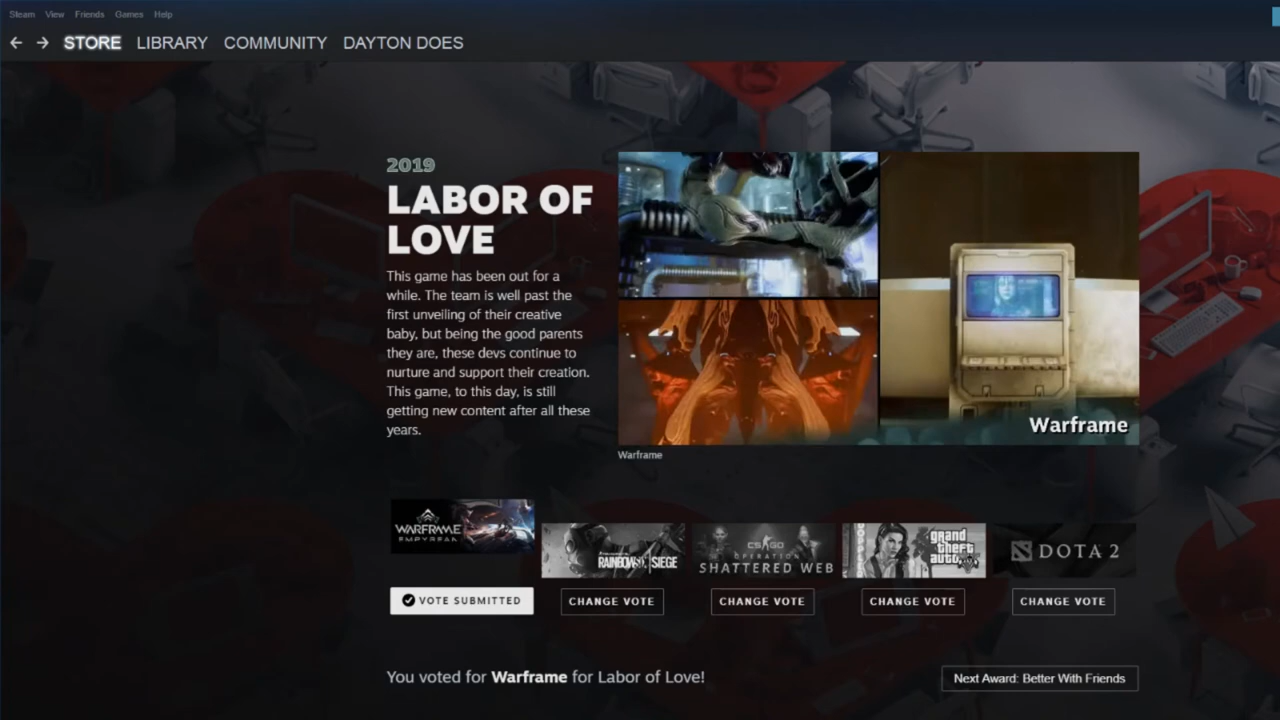 Steam View Friends Games Help
STORE LIBRARY COMMUNITY DAYTON DOES
2019
LABOR OF
LOVE
This game has been out for a
while. The team is well past the
first unveiling of their creative
baby, but being the good parents
they are, these devs continue to
nurture and support their creation.
This game, to this day, is still
getting new content after all these
years.
Warframe
Warframe
WARFRAME
EMPYREAN
RAINBOW SIX SIEGE
CS:GO
OPERATION
SHATTERED WEB
grand
theft
auto V
DOTA 2
VOTE SUBMITTED CHANGE VOTE CHANGE VOTE CHANGE VOTE CHANGE VOTE
You voted for Warframe for Labor of Love!
Next Award: Better With Friends